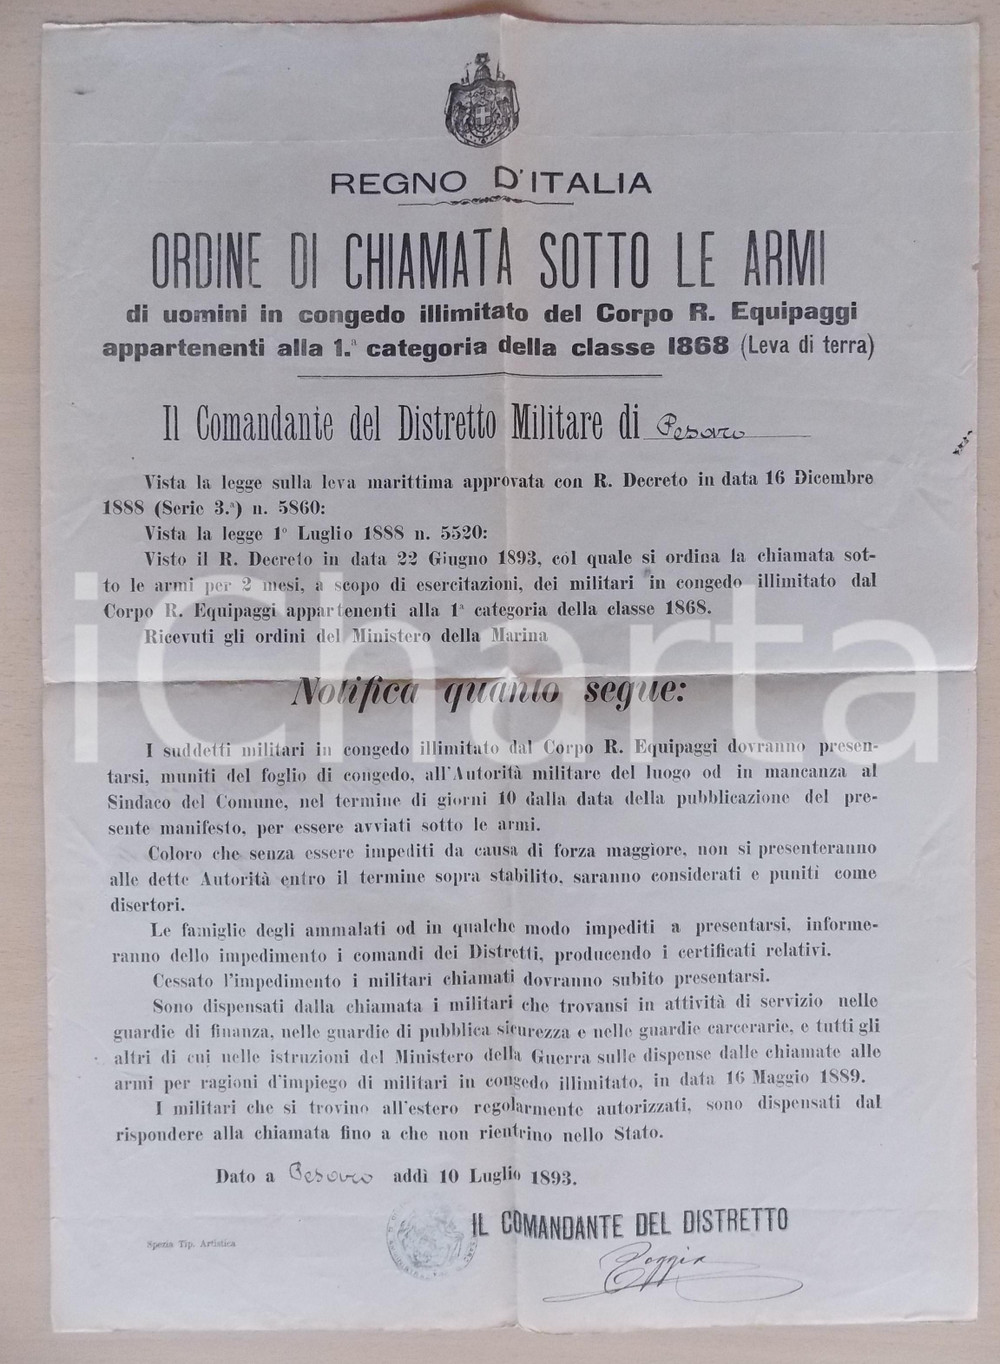 REGNO D'ITALIA
ORDINE DI CHIAMATA SOTTO LE ARMI
di uomini in congedo illimitato del Corpo R. Equipaggi
appartenenti alla 1.ª categoria della classe 1868 (Leva di terra)
Il Comandante del Distretto Militare di Pesaro
Vista la legge sulla leva marittima approvata con R. Decreto in data 16 Dicembre
1888 (Serie 3.ª) n. 5860:
Vista la legge 1º Luglio 1888 n. 5520:
Visto il R. Decreto in data 22 Giugno 1893, col quale si ordina la chiamata sot-
to le armi per 2 mesi, a scopo di esercitazioni, dei militari in congedo illimitato dal
Corpo R. Equipaggi appartenenti alla 1ª categoria della classe 1868.
Ricevuti gli ordini del Ministero della Marina
iCharta
Notifica quanto segue:
I suddetti militari in congedo illimitato dal Corpo R. Equipaggi dovranno presen-
tarsi, muniti del foglio di congedo, all'Autorità militare del luogo od in mancanza al
Sindaco del Comune, nel termine di giorni 10 dalla data della pubblicazione del pre-
sente manifesto, per essere avviati sotto le armi.
Coloro che senza essere impediti da causa di forza maggiore, non si presenteranno
alle dette Autorità entro il termine sopra stabilito, saranno considerati e puniti come
disertori.
Le famiglie degli ammalati od in qualche modo impediti a presentarsi, informe-
ranno dello impedimento i comandi dei Distretti, producendo i certificati relativi.
Cessato l'impedimento i militari chiamati dovranno subito presentarsi.
Sono dispensati dalla chiamata i militari che trovansi in attività di servizio nelle
guardie di finanza, nelle guardie di pubblica sicurezza e nelle guardie carcerarie, e tutti gli
altri di cui nelle istruzioni del Ministero della Guerra sulle dispense dalle chiamate alle
armi per ragioni d'impiego di militari in congedo illimitato, in data 16 Maggio 1889.
I militari che si trovino all'estero regolarmente autorizzati, sono dispensati dal
rispondere alla chiamata fino a che non rientrino nello Stato.
Dato a Pesaro addì 10 Luglio 1893.
IL COMANDANTE DEL DISTRETTO
Spezia Tip. Artistica